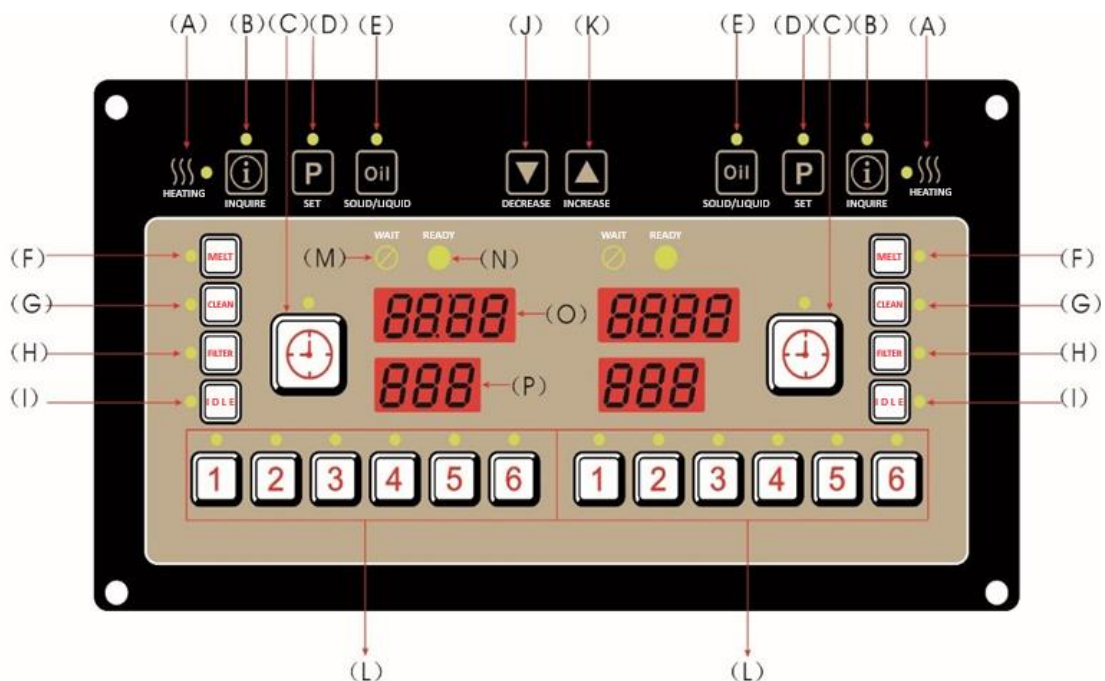 (A) (B) (C) (D) (E) (J) (K) (E) (D) (C) (B) (A)
i P Oil ▼ ▲ Oil P i
HEATING INQUIRE SET SOLID/LIQUID DECREASE INCREASE SOLID/LIQUID SET INQUIRE HEATING
WAIT READY WAIT READY
(F) MELT (M) (N) MELT (F)
(G) CLEAN 88:88 (O) 88:88 CLEAN (G)
(H) FILTER FILTER (H)
(I) IDLE 888 (P) 888 IDLE (I)
1 2 3 4 5 6 1 2 3 4 5 6
(L) (L)